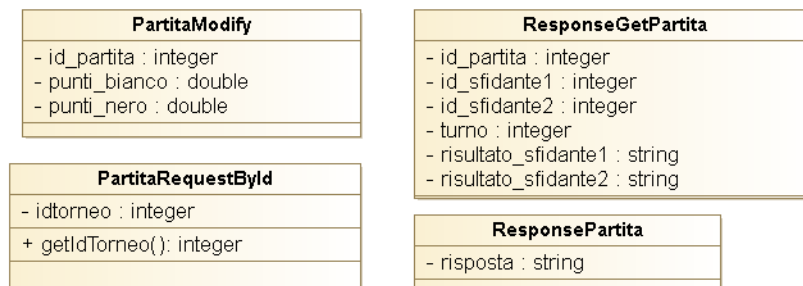 PartitaModify
- id_partita : integer
- punti_bianco : double
- punti_nero : double
PartitaRequestById
- idtorneo : integer
+ getIdTorneo(): integer
ResponseGetPartita
- id_partita : integer
- id_sfidante1 : integer
- id_sfidante2 : integer
- turno : integer
- risultato_sfidante1 : string
- risultato_sfidante2 : string
ResponsePartita
- risposta : string